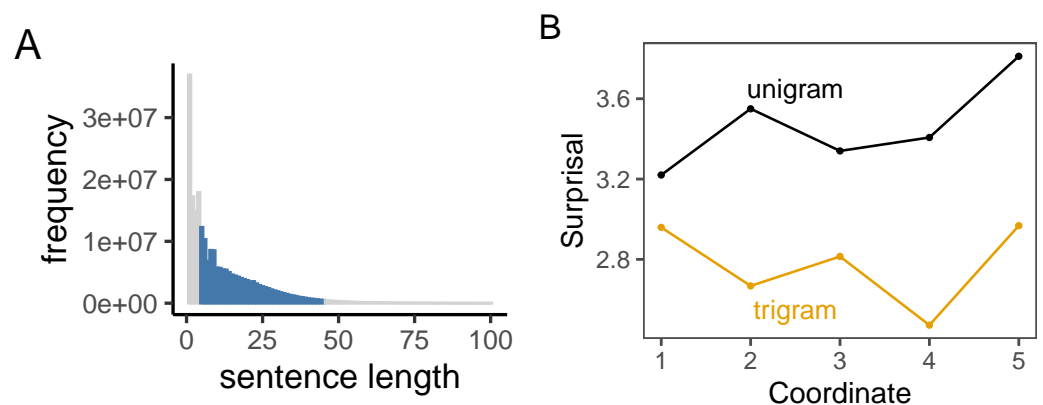 A
frequency
3e+07
2e+07
1e+07
0e+00
0 25 50 75 100
sentence length
B
Surprisal
3.6
3.2
2.8
unigram
trigram
1 2 3 4 5
Coordinate